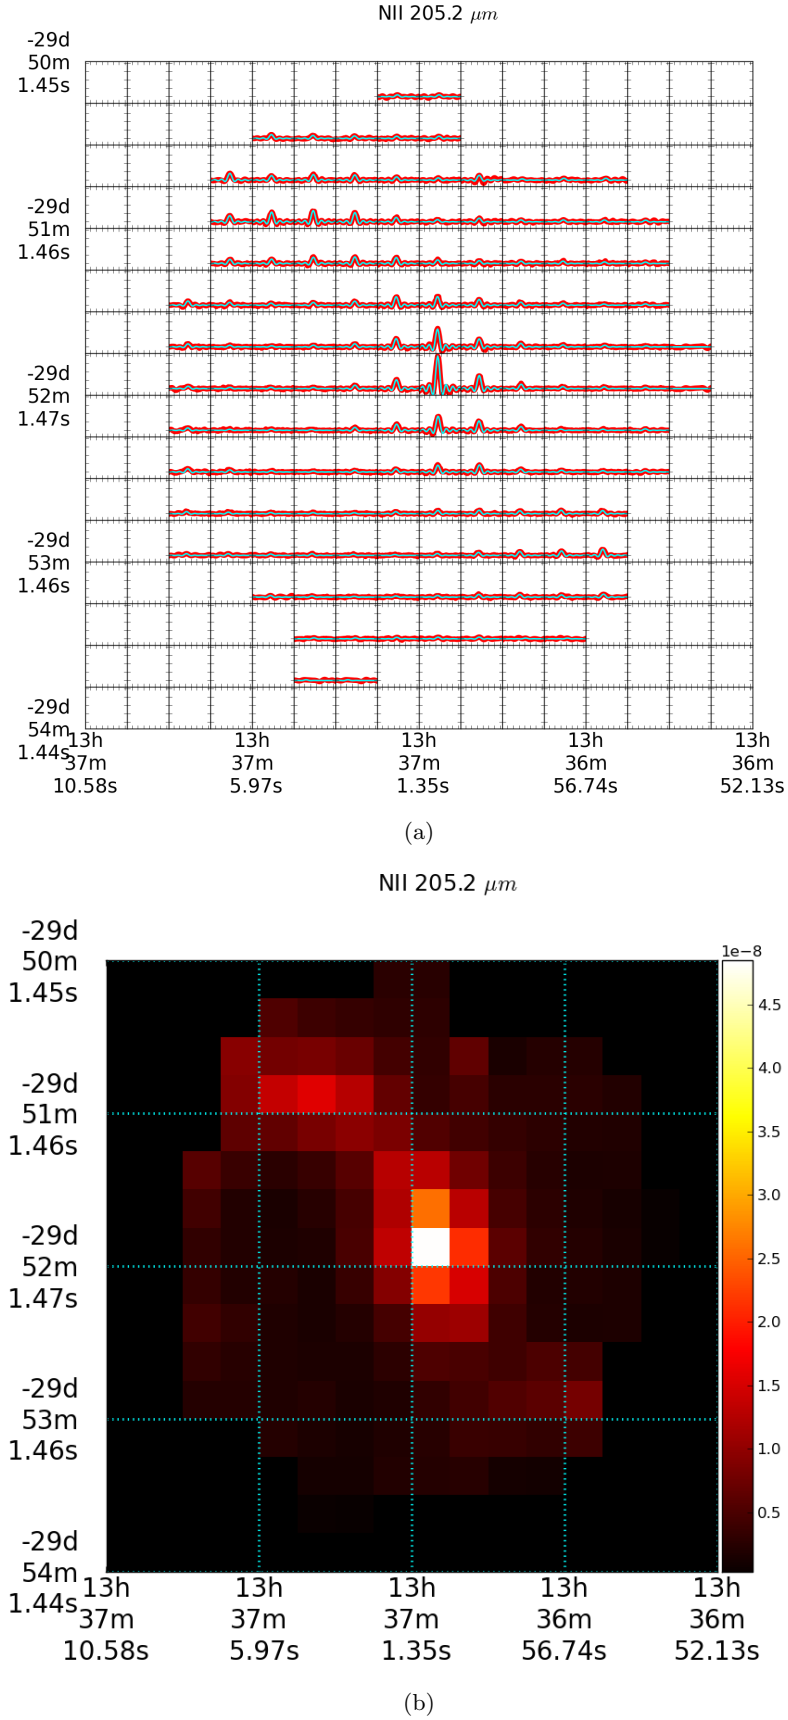 NII 205.2 μm
-29d
50m
1.45s
-29d
51m
1.46s
-29d
52m
1.47s
-29d
53m
1.46s
-29d
54m
1.44s
13h 13h 13h 13h 13h
37m 37m 37m 36m 36m
10.58s 5.97s 1.35s 56.74s 52.13s
(a)
NII 205.2 μm
-29d
50m
1.45s
1e−8
4.5
4.0
-29d
51m
1.46s
3.5
3.0
-29d
52m
1.47s
2.5
2.0
-29d
53m
1.46s
1.5
1.0
0.5
-29d
54m
1.44s
13h 13h 13h 13h 13h
37m 37m 37m 36m 36m
10.58s 5.97s 1.35s 56.74s 52.13s
(b)